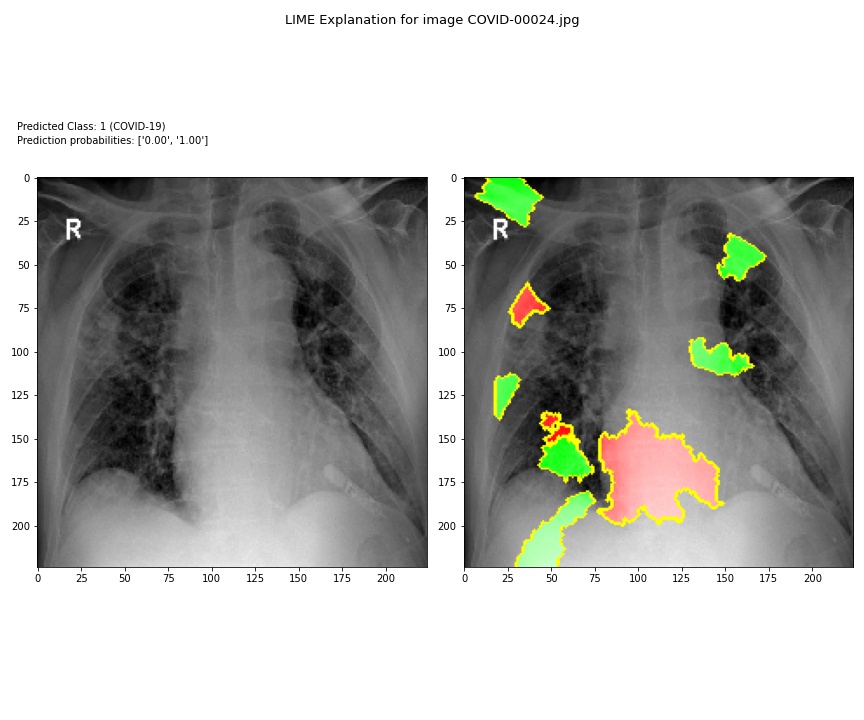 LIME Explanation for image COVID-00024.jpg
Predicted Class: 1 (COVID-19)
Prediction probabilities: ['0.00', '1.00']
0
25
50
75
100
125
150
175
200
R
0 25 50 75 100 125 150 175 200
0
25
50
75
100
125
150
175
200
R
0 25 50 75 100 125 150 175 200